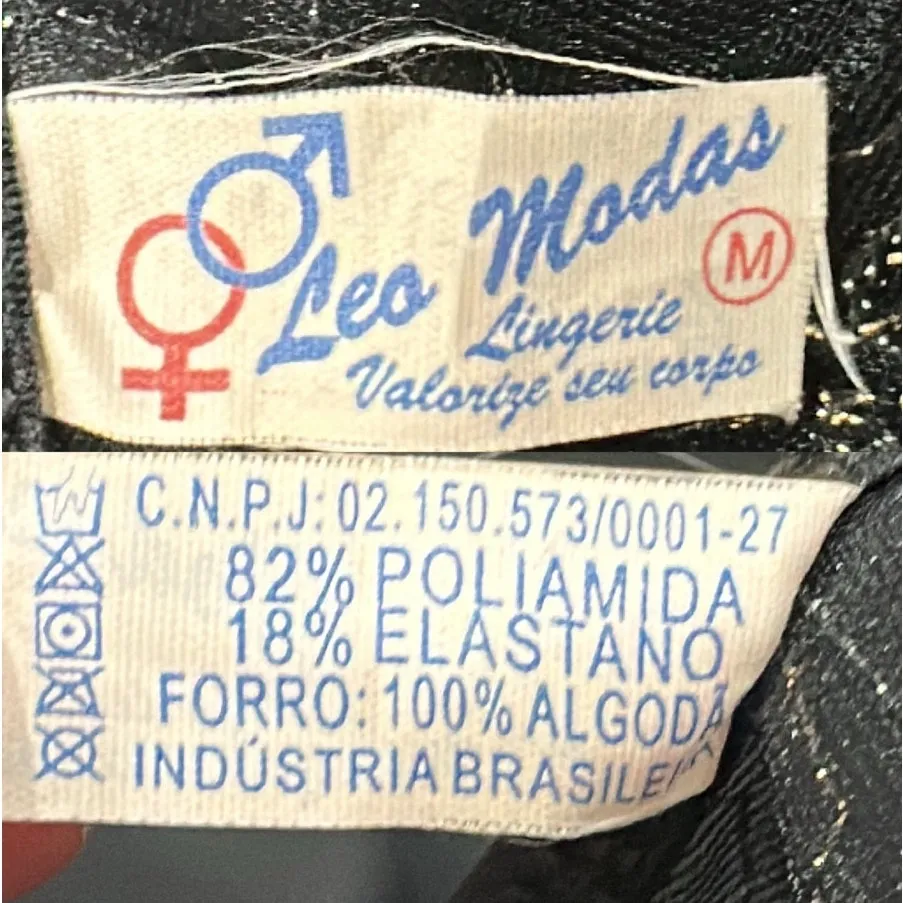 Leo Modas
M
Lingerie
Valorize seu corpo
C.N.P.J: 02.150.573/0001-27
82% POLIAMIDA
18% ELASTANO
FORRO: 100% ALGODÃ
INDÚSTRIA BRASILEI